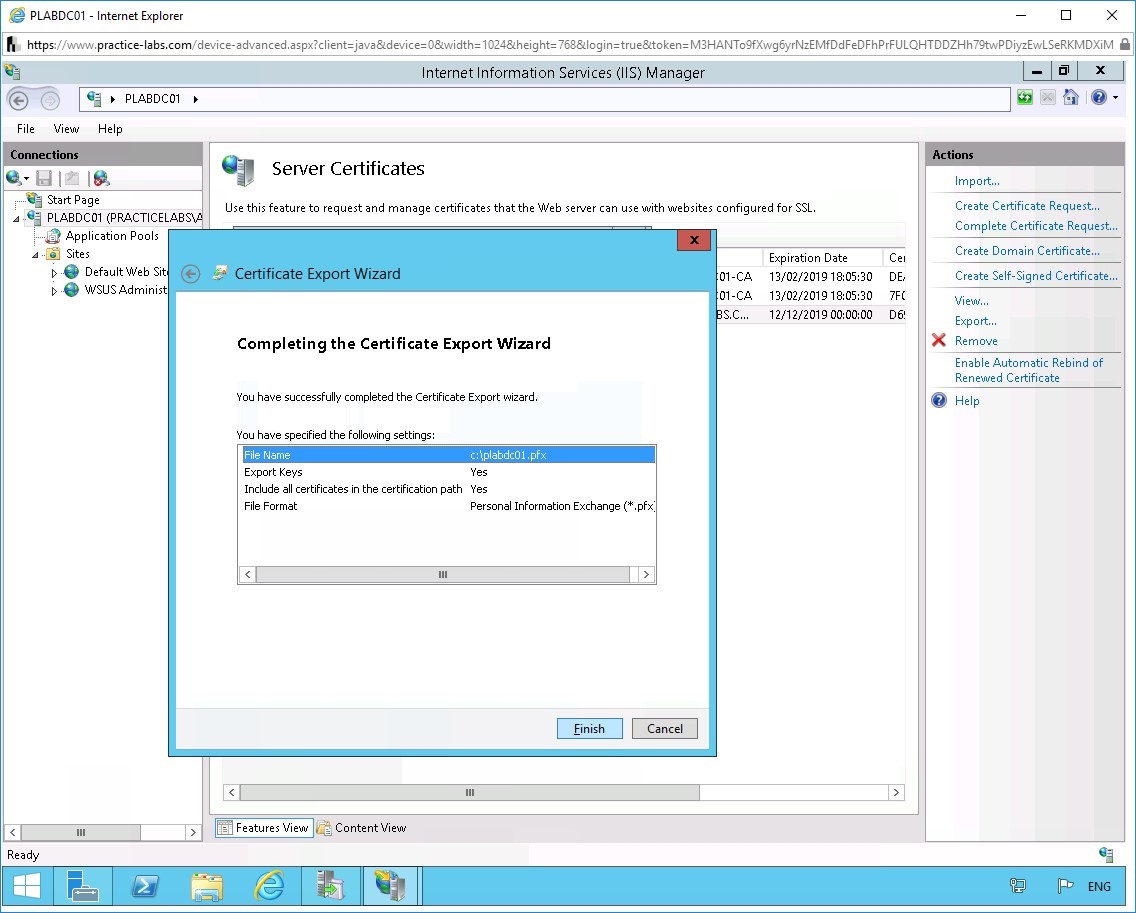 PLABDC01 - Internet Explorer
https://www.practice-labs.com/device-advanced.aspx?client=java&device=0&width=1024&height=768&login=true&token=M3HANTo9fXwg6yrNzEMfDdFeDFhPrFULQHTDDZHh79twPDiyzEwLSeRKMDXiM
Internet Information Services (IIS) Manager
PLABDC01
File View Help
Connections
Start Page
PLABDC01 (PRACTICELABS\A
Application Pools
Sites
Default Web Sit
WSUS Administ
Server Certificates
Use this feature to request and manage certificates that the Web server can use with websites configured for SSL.
Expiration Date Cer
01-CA 13/02/2019 18:05:30 DEA
01-CA 13/02/2019 18:05:30 7F0
BS.C... 12/12/2019 00:00:00 D69
Certificate Export Wizard
Completing the Certificate Export Wizard
You have successfully completed the Certificate Export wizard.
You have specified the following settings:
File Name c:\plabdc01.pfx
Export Keys Yes
Include all certificates in the certification path Yes
File Format Personal Information Exchange (*.pfx)
Finish Cancel
Features View Content View
Actions
Import...
Create Certificate Request...
Complete Certificate Request...
Create Domain Certificate...
Create Self-Signed Certificate...
View...
Export...
Remove
Enable Automatic Rebind of
Renewed Certificate
Help
Ready
ENG